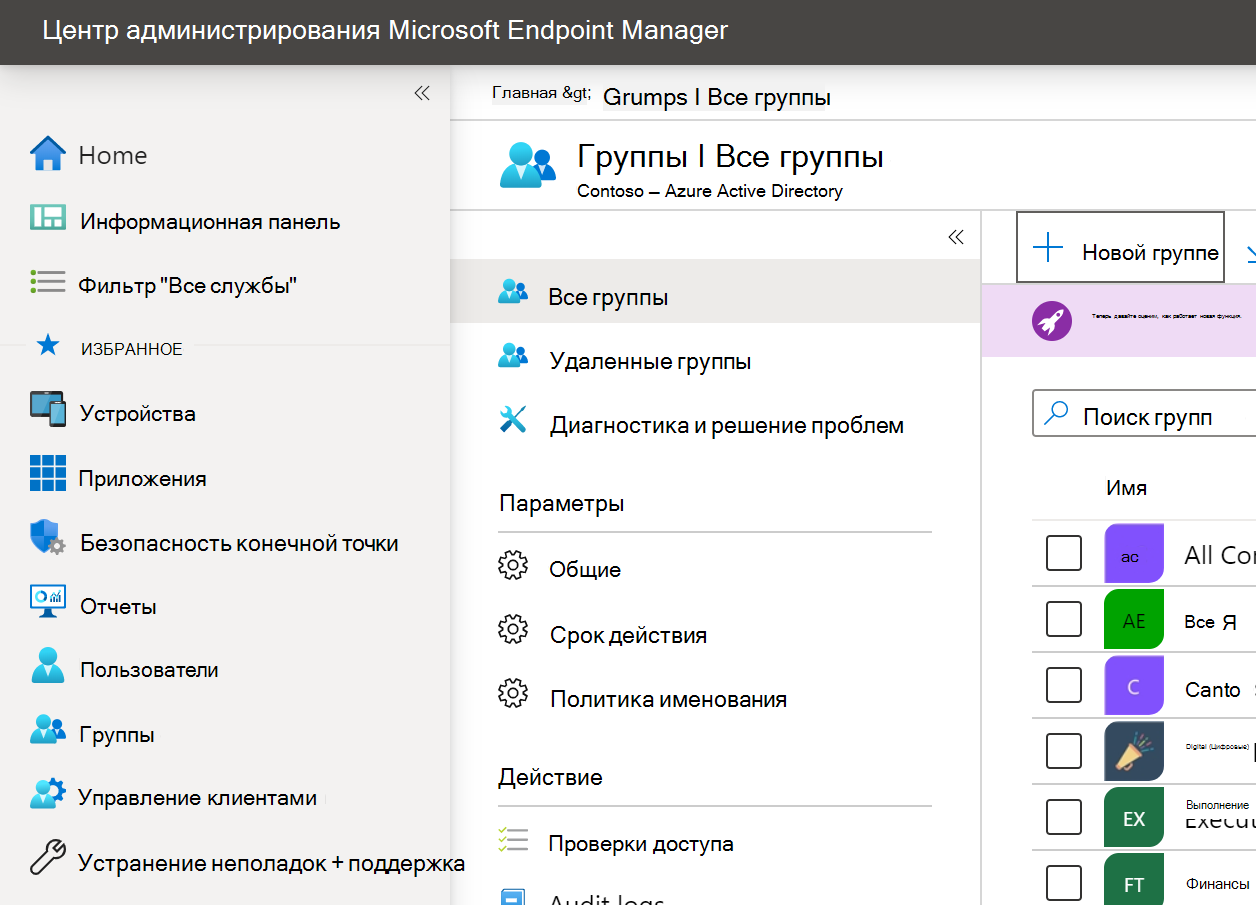 Центр администрирования Microsoft Endpoint Manager
Главная &gt; Grumps I Все группы
Home
Информационная панель
Фильтр "Все службы"
ИЗБРАННОЕ
Устройства
Приложения
Безопасность конечной точки
Отчеты
Пользователи
Группы
Управление клиентами
Устранение неполадок + поддержка
Группы I Все группы
Contoso – Azure Active Directory
Все группы
Удаленные группы
Диагностика и решение проблем
Параметры
Общие
Срок действия
Политика именования
Действие
Проверки доступа
Audit logs
Новой группе
Теперь давайте оценим, как работает новая функция.
Поиск групп
Имя
ac All
AE Все Я
C Canto
Digital (Цифровые)
EX Выполнение
FT Финансы